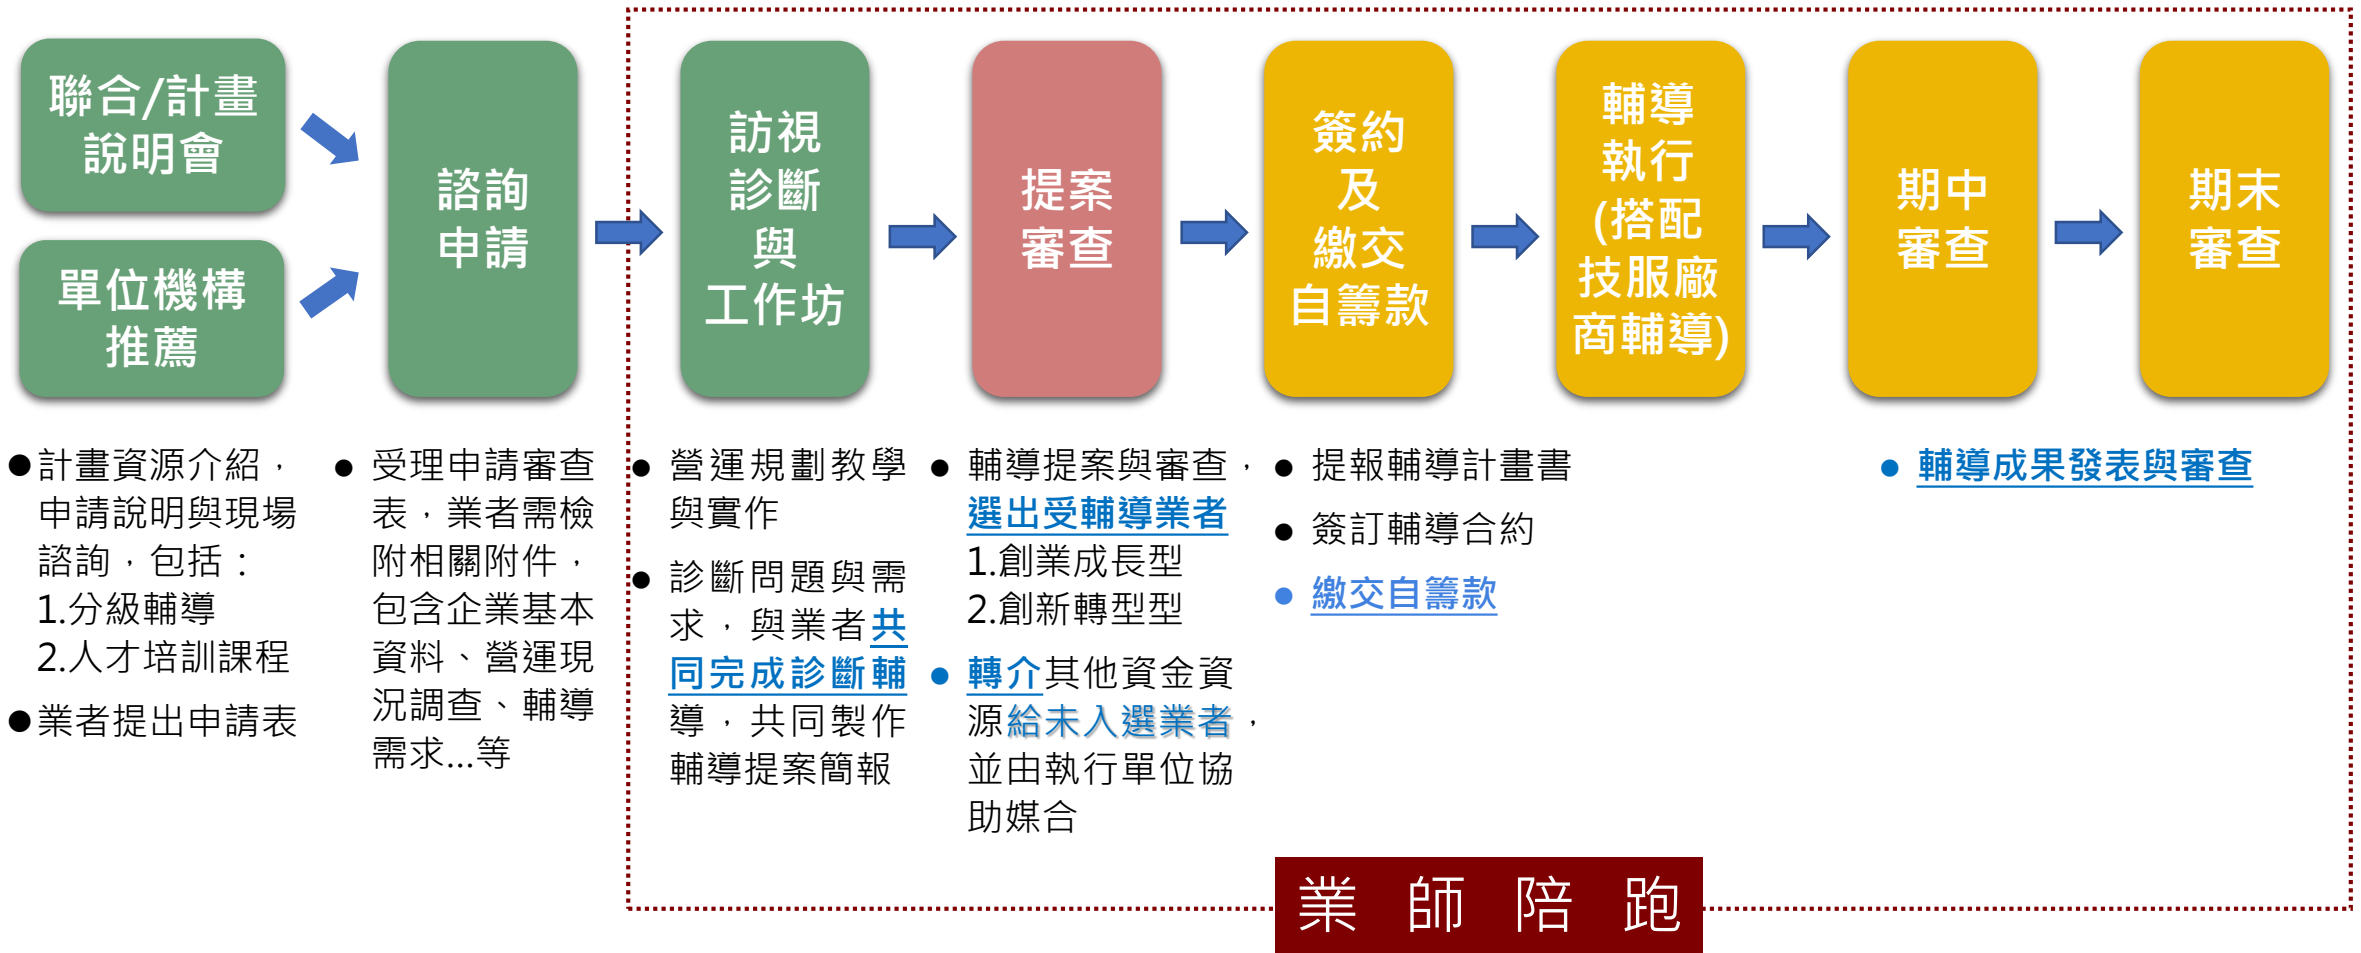 聯合/計畫
說明會
單位機構
推薦
諮詢
申請
訪視
診斷
與
工作坊
提案
審查
簽約
及
繳交
自籌款
輔導
執行
(搭配
技服廠
商輔導)
期中
審查
期末
審查
●計畫資源介紹，
申請說明與現場
諮詢，包括：
1.分級輔導
2.人才培訓課程
●業者提出申請表
● 受理申請審查
表，業者需檢
附相關附件，
包含企業基本
資料、營運現
況調查、輔導
需求...等
● 營運規劃教學
與實作
● 診斷問題與需
求，與業者共
同完成診斷輔
導，共同製作
輔導提案簡報
● 輔導提案與審查，
選出受輔導業者
1.創業成長型
2.創新轉型型
● 轉介其他資金資
源給未入選業者，
並由執行單位協
助媒合
● 提報輔導計畫書
● 簽訂輔導合約
● 繳交自籌款
● 輔導成果發表與審查
業師陪跑